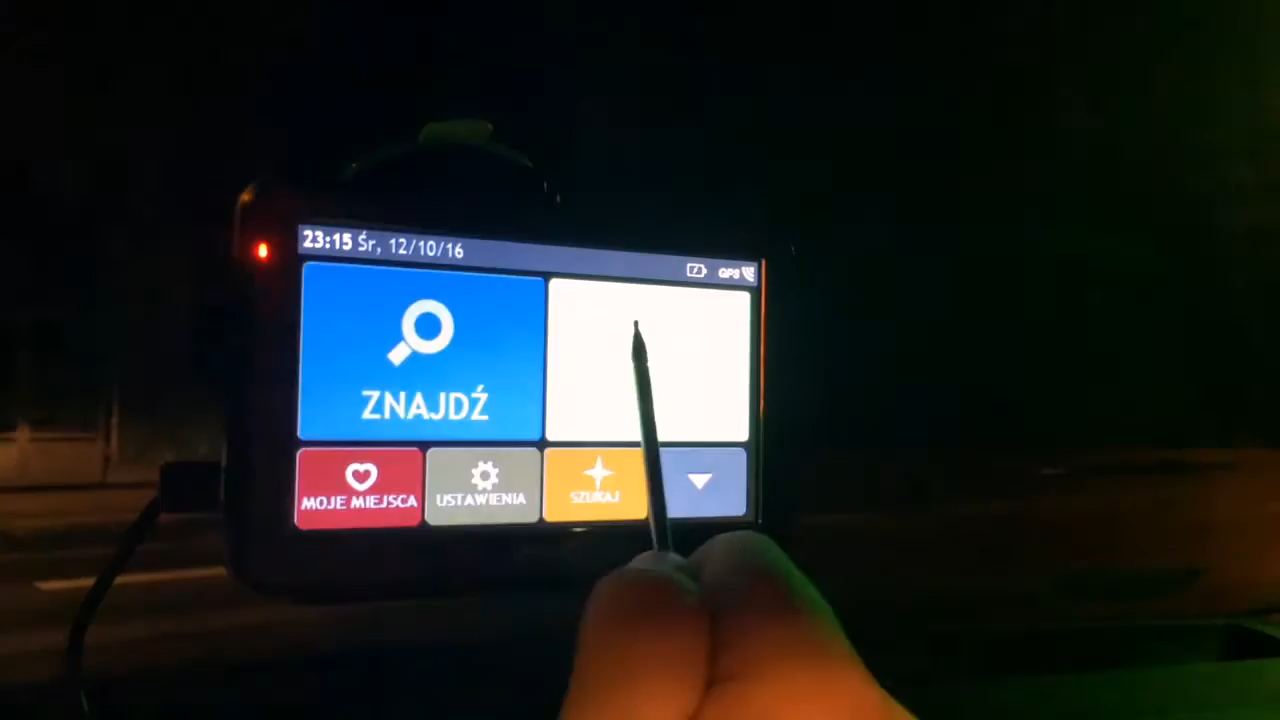 23:15 Śr, 12/10/16
GPS
ZNAJDŹ
MOJE MIEJSCA
USTAWIENIA
SZUKAJ